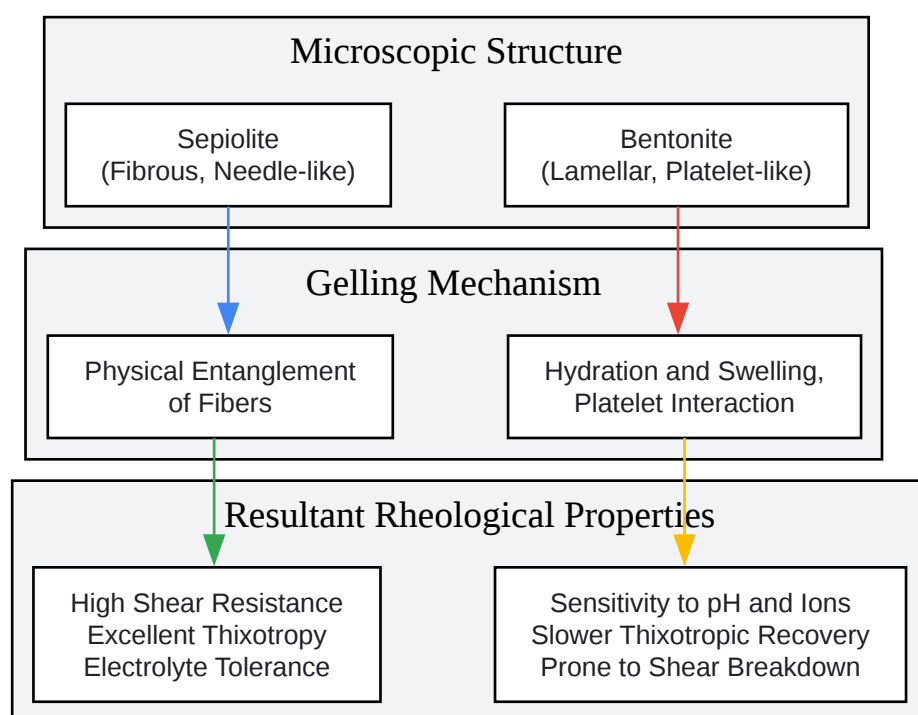 Microscopic Structure
Sepiolite
(Fibrous, Needle-like)
Bentonite
(Lamellar, Platelet-like)
Gelling Mechanism
Physical Entanglement
of Fibers
Hydration and Swelling,
Platelet Interaction
Resultant Rheological Properties
High Shear Resistance
Excellent Thixotropy
Electrolyte Tolerance
Sensitivity to pH and Ions
Slower Thixotropic Recovery
Prone to Shear Breakdown